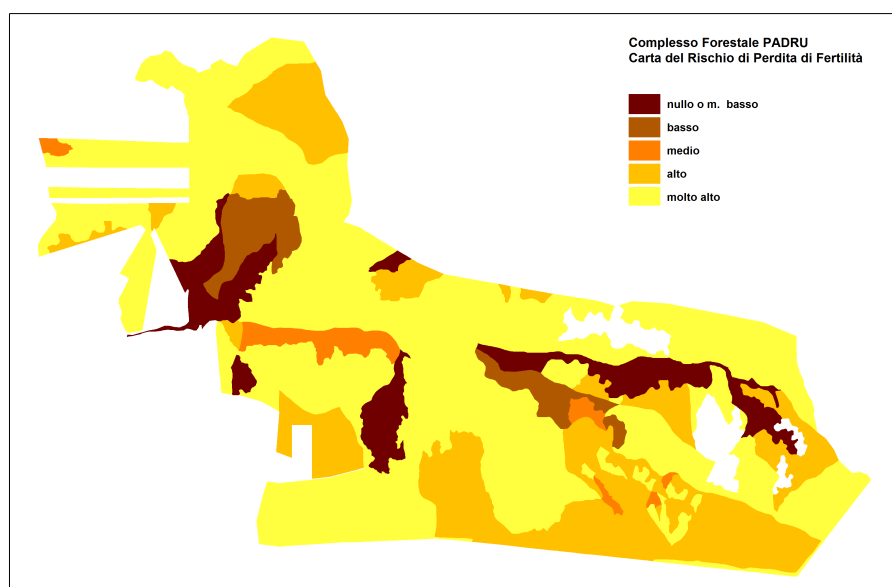 Complesso Forestale PADRU
Carta del Rischio di Perdita di Fertilità
nullo o m. basso
basso
medio
alto
molto alto